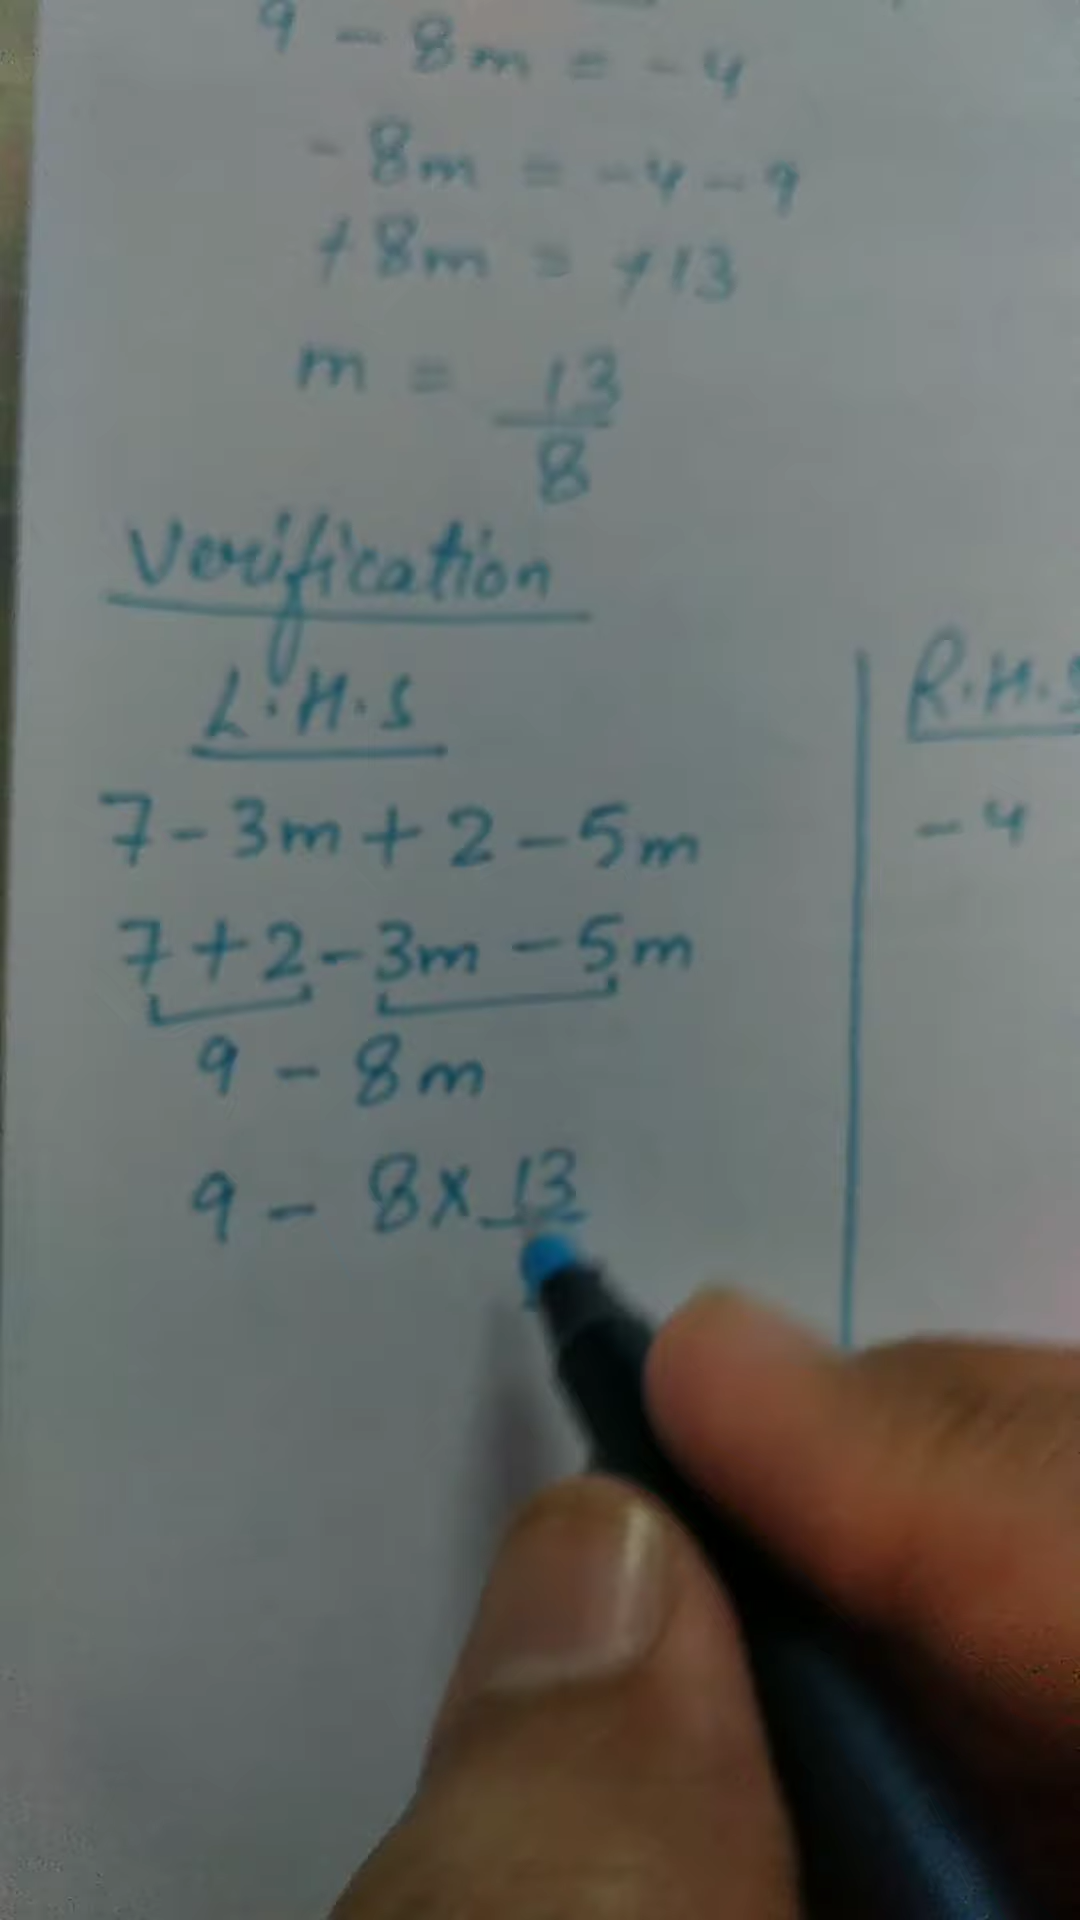 9 - 8m = -4
- 8m = -4 - 9
+ 8m = +13
m = 13/8
Verification
L.H.S
7 - 3m + 2 - 5m
7 + 2 - 3m - 5m
9 - 8m
9 - 8 x 13
R.H.S
- 4